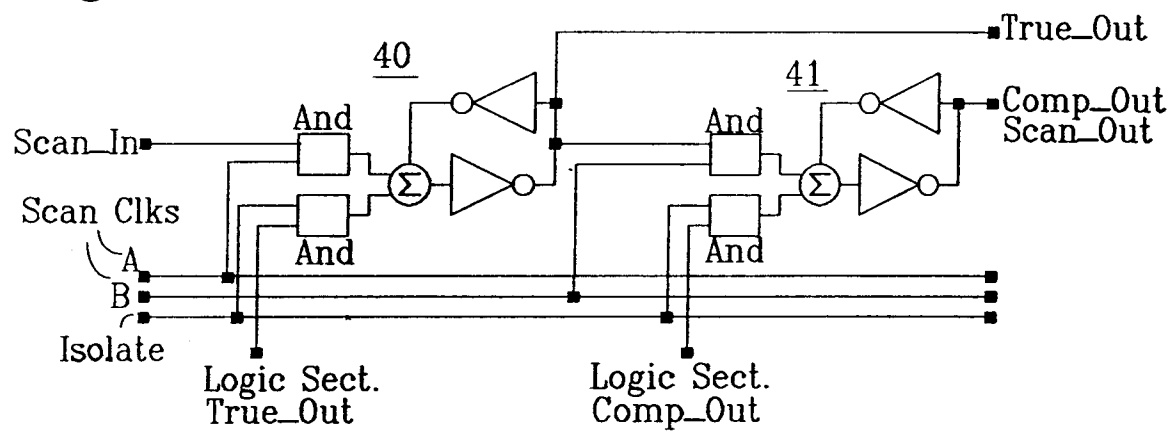 True_Out
40
41
Comp_Out
Scan_Out
And
And
Scan_In
Σ
Σ
Scan Clks
And
And
A
B
Isolate
Logic Sect.
True_Out
Logic Sect.
Comp_Out